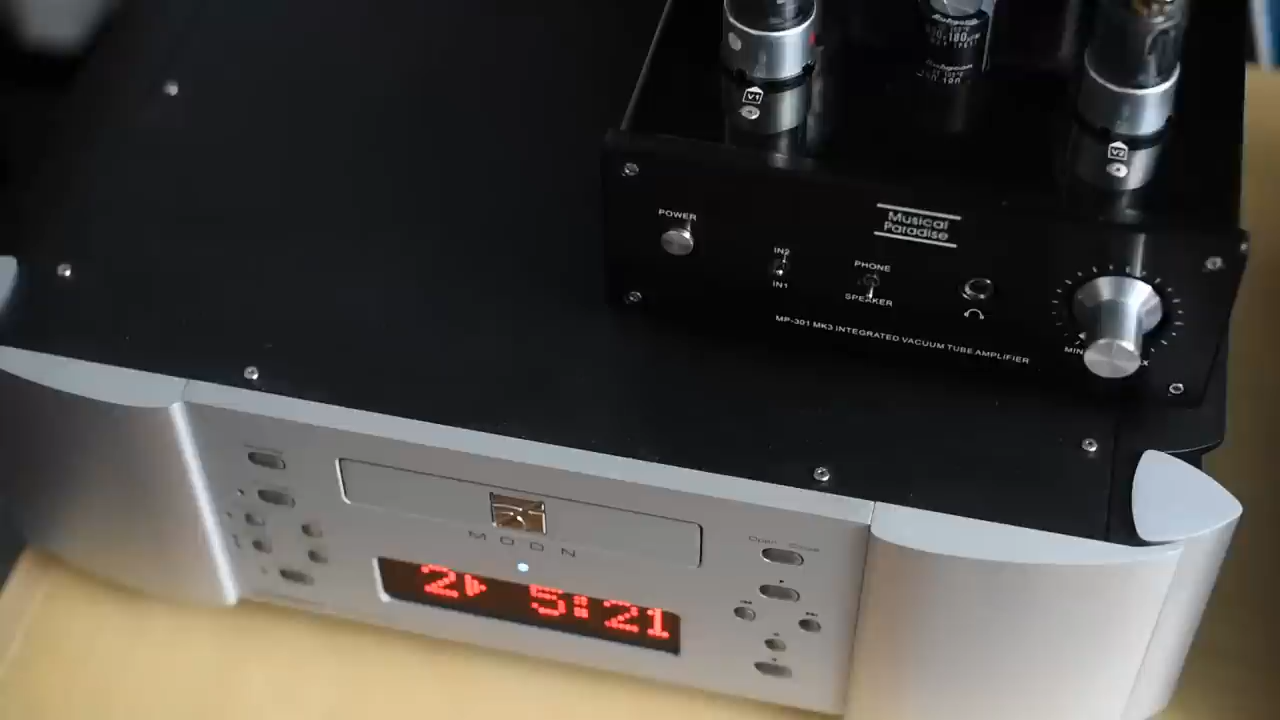 V1
Rubycon
V2
POWER
Musical
Paradise
IN2
IN1
PHONE
SPEAKER
MP-301 MK3 INTEGRATED VACUUM TUBE AMPLIFIER
MIN
MOON
Open
Close
2 5:21